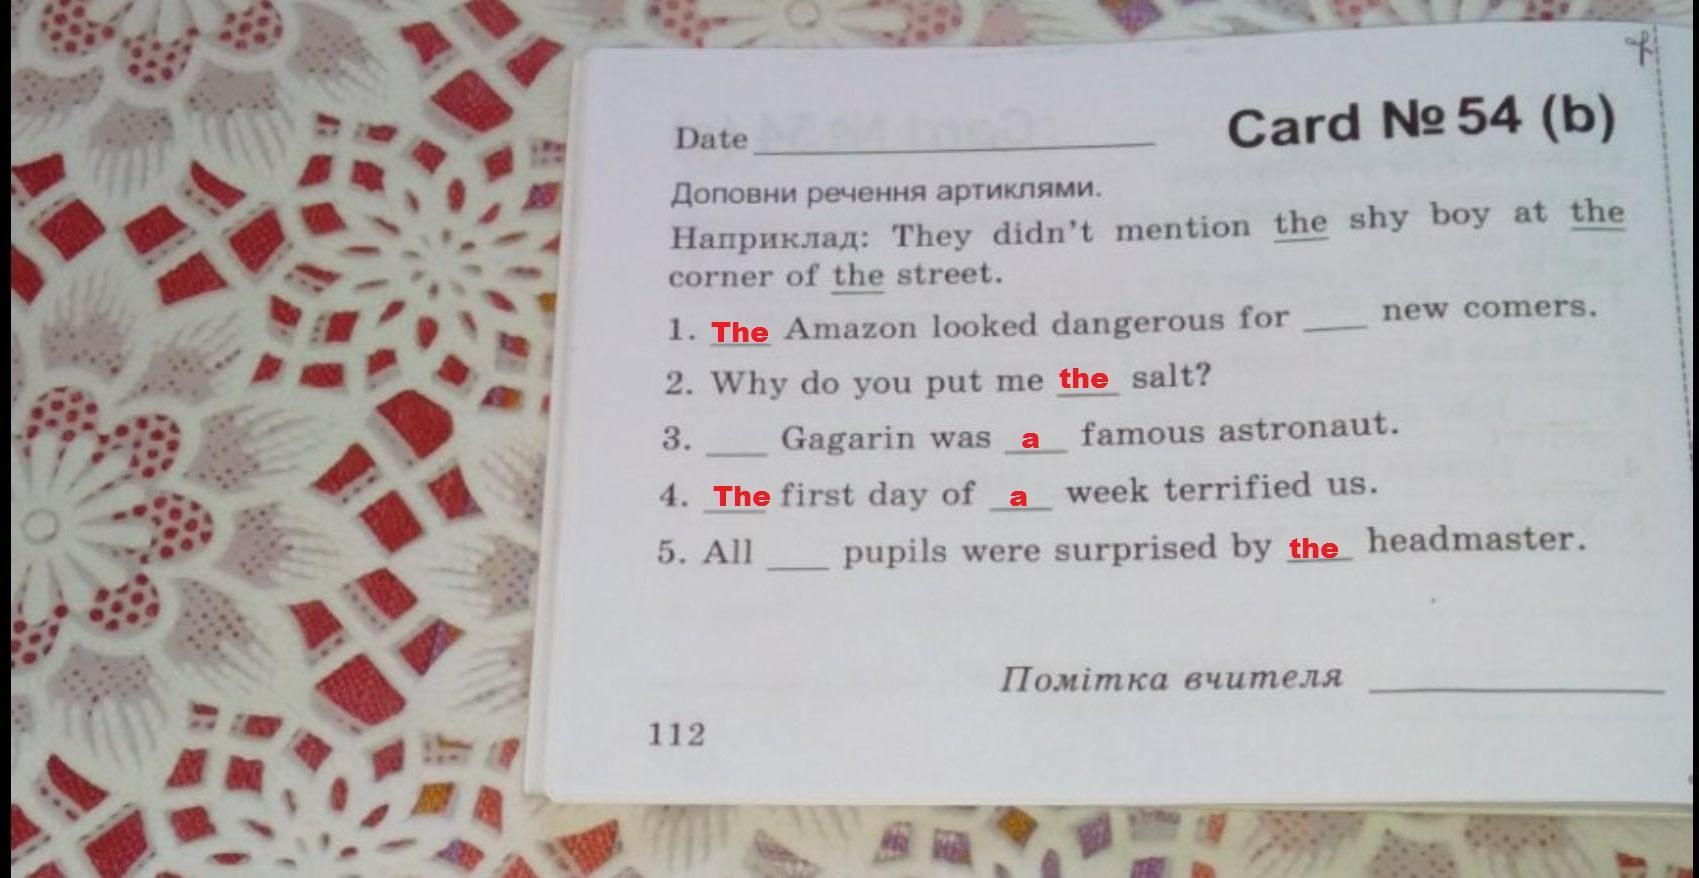 Card № 54 (b)
Date
Доповни речення артиклями.
Наприклад: They didn't mention the shy boy at the
corner of the street.
1. The Amazon looked dangerous for ___ new comers.
2. Why do you put me the salt?
3. ___ Gagarin was a famous astronaut.
4. The first day of a week terrified us.
5. All ___ pupils were surprised by the headmaster.
Помітка вчителя
112